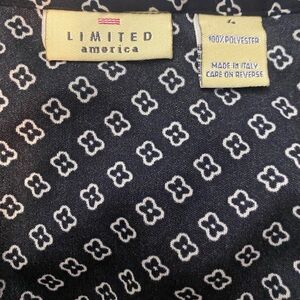 LIMITED
america
100% POLYESTER
MADE IN ITALY
CARE ON REVERSE